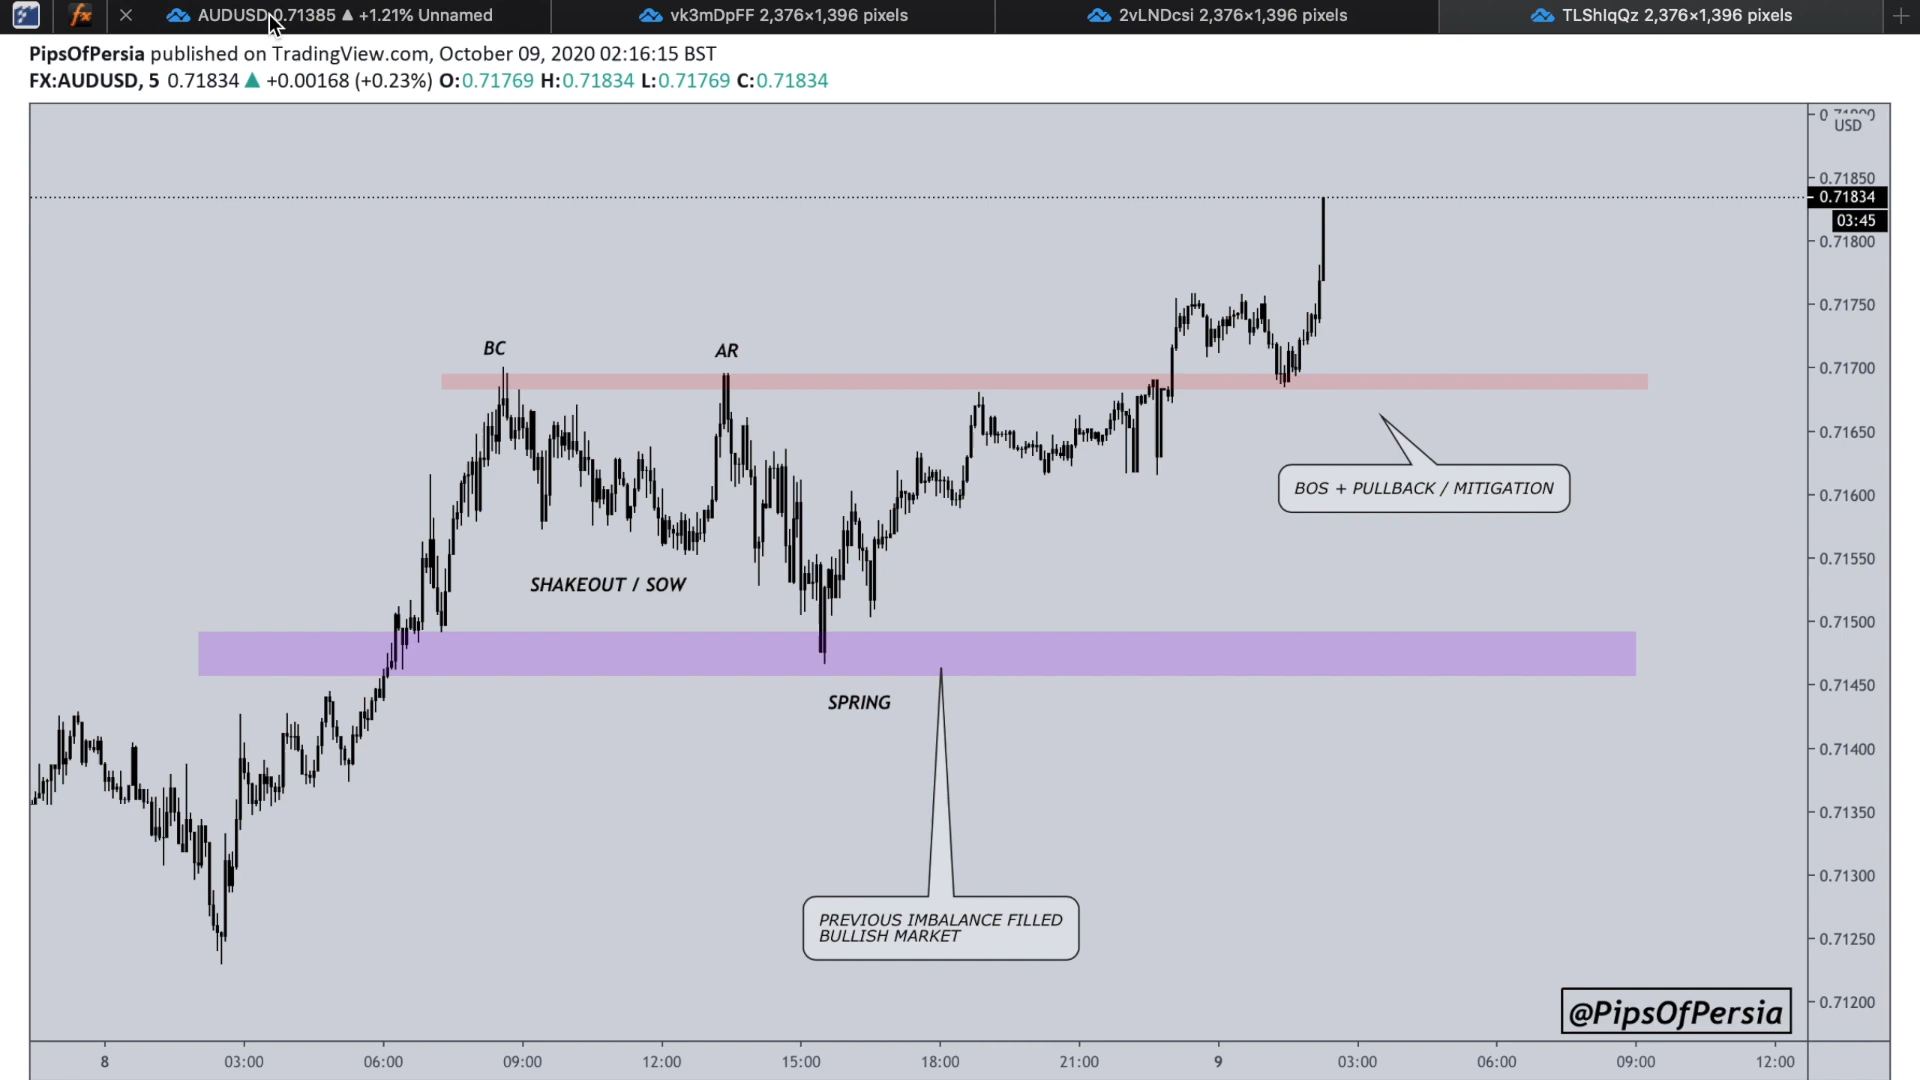 fx
AUDUSD 0.71385 ▲ +1.21% Unnamed
vk3mDpFF 2,376×1,396 pixels
2vLNDcsi 2,376×1,396 pixels
TLShIqQz 2,376×1,396 pixels
PipsOfPersia published on TradingView.com, October 09, 2020 02:16:15 BST
FX:AUDUSD, 5 0.71834 ▲ +0.00168 (+0.23%) O:0.71769 H:0.71834 L:0.71769 C:0.71834
USD
0.71850
0.71834
03:45
0.71800
0.71750
BC
AR
0.71700
0.71650
BOS + PULLBACK / MITIGATION
0.71600
0.71550
SHAKEOUT / SOW
0.71500
0.71450
SPRING
0.71400
0.71350
0.71300
PREVIOUS IMBALANCE FILLED
BULLISH MARKET
0.71250
0.71200
@PipsOfPersia
8 03:00 06:00 09:00 12:00 15:00 18:00 21:00 9 03:00 06:00 09:00 12:00